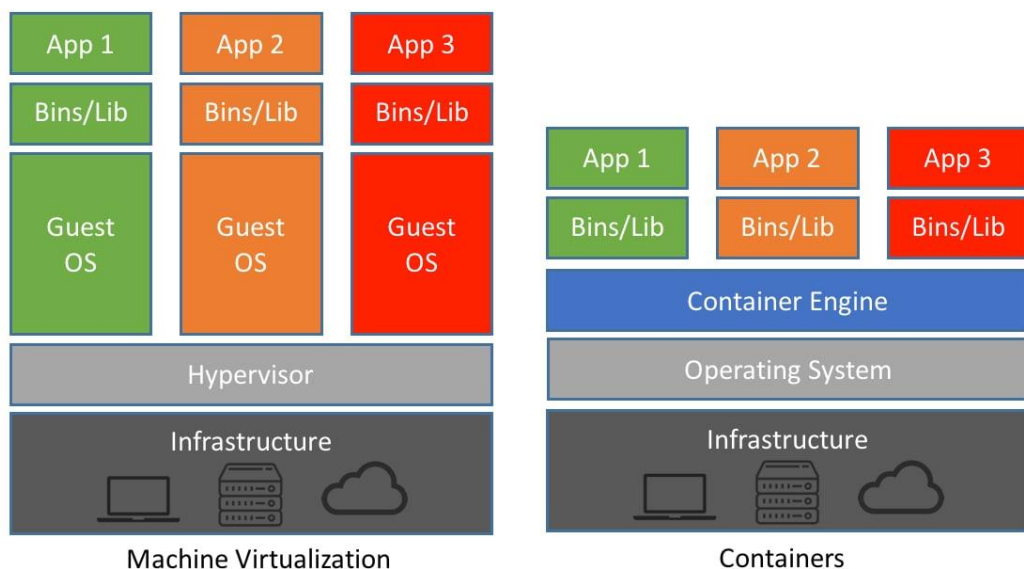 App 1
App 2
App 3
Bins/Lib
Bins/Lib
Bins/Lib
Guest
OS
Guest
OS
Guest
OS
Hypervisor
Infrastructure
Machine Virtualization
App 1
App 2
App 3
Bins/Lib
Bins/Lib
Bins/Lib
Container Engine
Operating System
Infrastructure
Containers